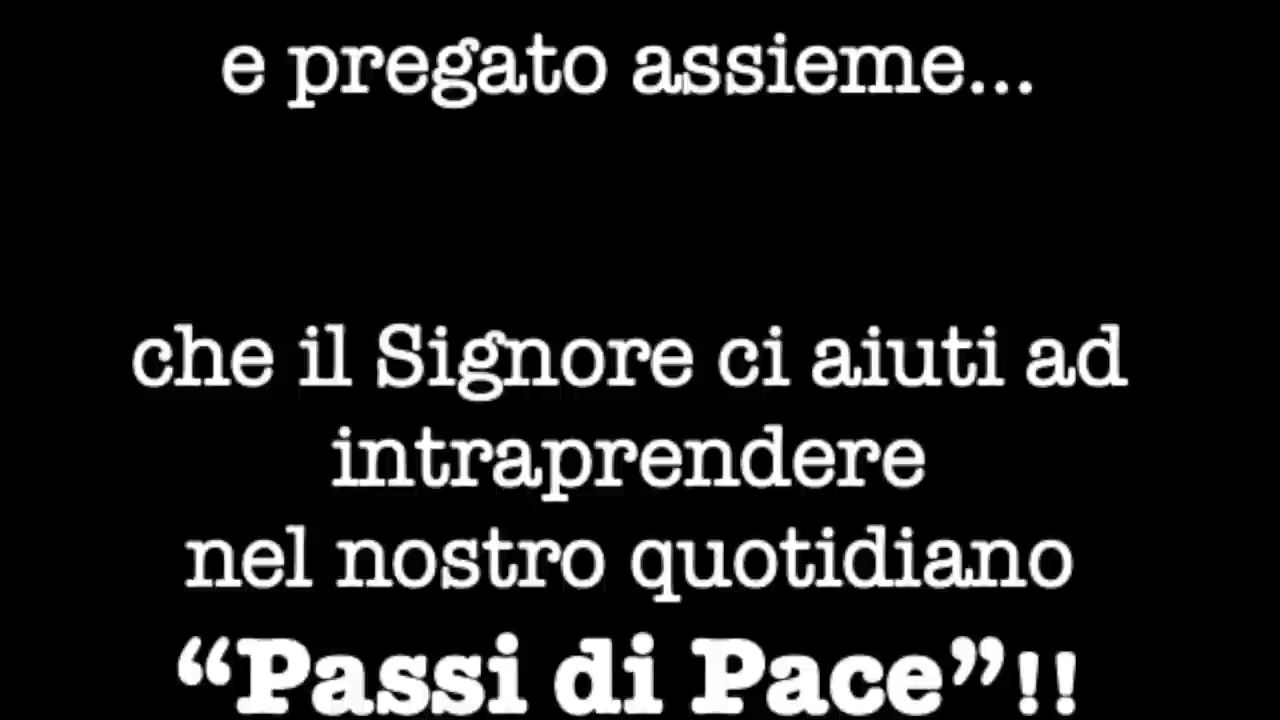 e pregato assieme...
che il Signore ci aiuti ad
intraprendere
nel nostro quotidiano
“Passi di Pace”!!